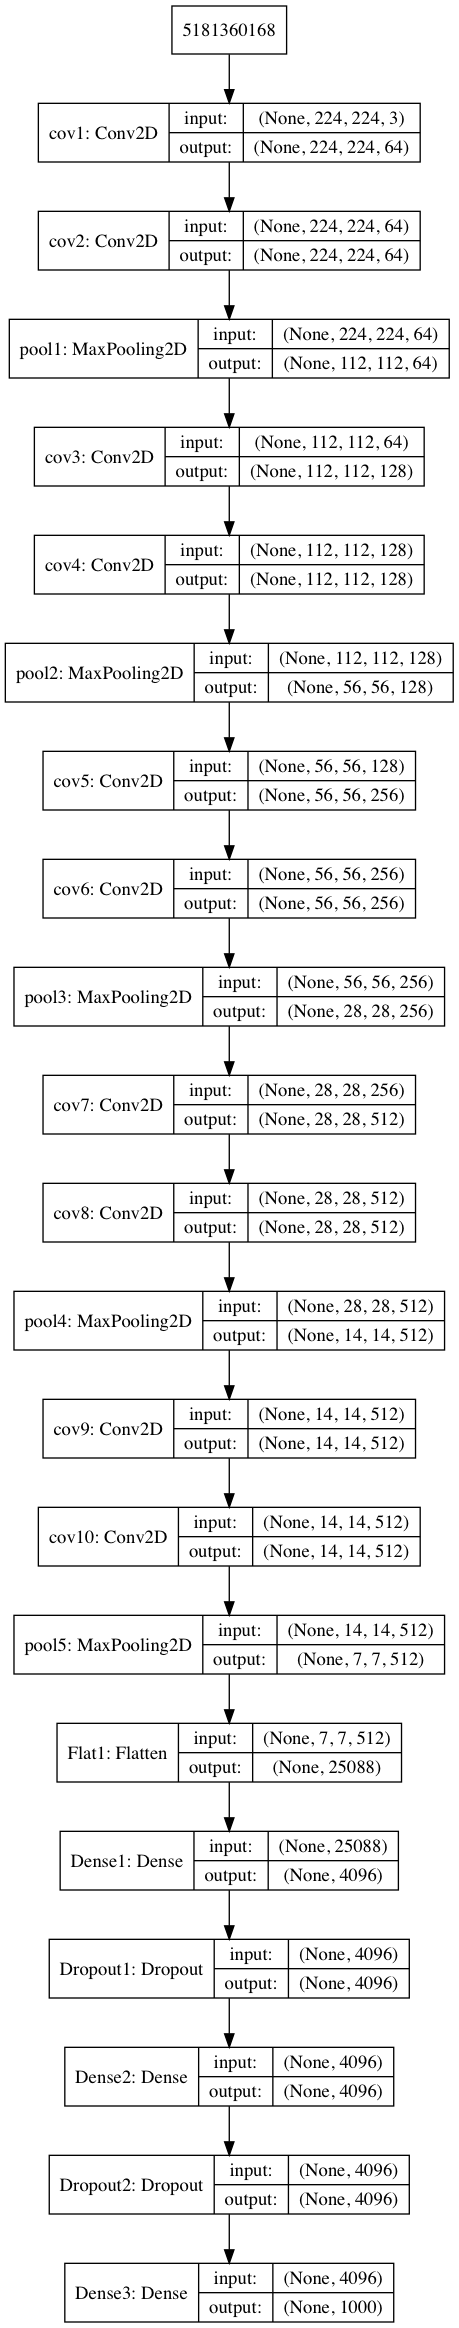 5181360168
cov1: Conv2D
input:
(None, 224, 224, 3)
output:
(None, 224, 224, 64)
cov2: Conv2D
input:
(None, 224, 224, 64)
output:
(None, 224, 224, 64)
pool1: MaxPooling2D
input:
(None, 224, 224, 64)
output:
(None, 112, 112, 64)
cov3: Conv2D
input:
(None, 112, 112, 64)
output:
(None, 112, 112, 128)
cov4: Conv2D
input:
(None, 112, 112, 128)
output:
(None, 112, 112, 128)
pool2: MaxPooling2D
input:
(None, 112, 112, 128)
output:
(None, 56, 56, 128)
cov5: Conv2D
input:
(None, 56, 56, 128)
output:
(None, 56, 56, 256)
cov6: Conv2D
input:
(None, 56, 56, 256)
output:
(None, 56, 56, 256)
pool3: MaxPooling2D
input:
(None, 56, 56, 256)
output:
(None, 28, 28, 256)
cov7: Conv2D
input:
(None, 28, 28, 256)
output:
(None, 28, 28, 512)
cov8: Conv2D
input:
(None, 28, 28, 512)
output:
(None, 28, 28, 512)
pool4: MaxPooling2D
input:
(None, 28, 28, 512)
output:
(None, 14, 14, 512)
cov9: Conv2D
input:
(None, 14, 14, 512)
output:
(None, 14, 14, 512)
cov10: Conv2D
input:
(None, 14, 14, 512)
output:
(None, 14, 14, 512)
pool5: MaxPooling2D
input:
(None, 14, 14, 512)
output:
(None, 7, 7, 512)
Flat1: Flatten
input:
(None, 7, 7, 512)
output:
(None, 25088)
Dense1: Dense
input:
(None, 25088)
output:
(None, 4096)
Dropout1: Dropout
input:
(None, 4096)
output:
(None, 4096)
Dense2: Dense
input:
(None, 4096)
output:
(None, 4096)
Dropout2: Dropout
input:
(None, 4096)
output:
(None, 4096)
Dense3: Dense
input:
(None, 4096)
output:
(None, 1000)